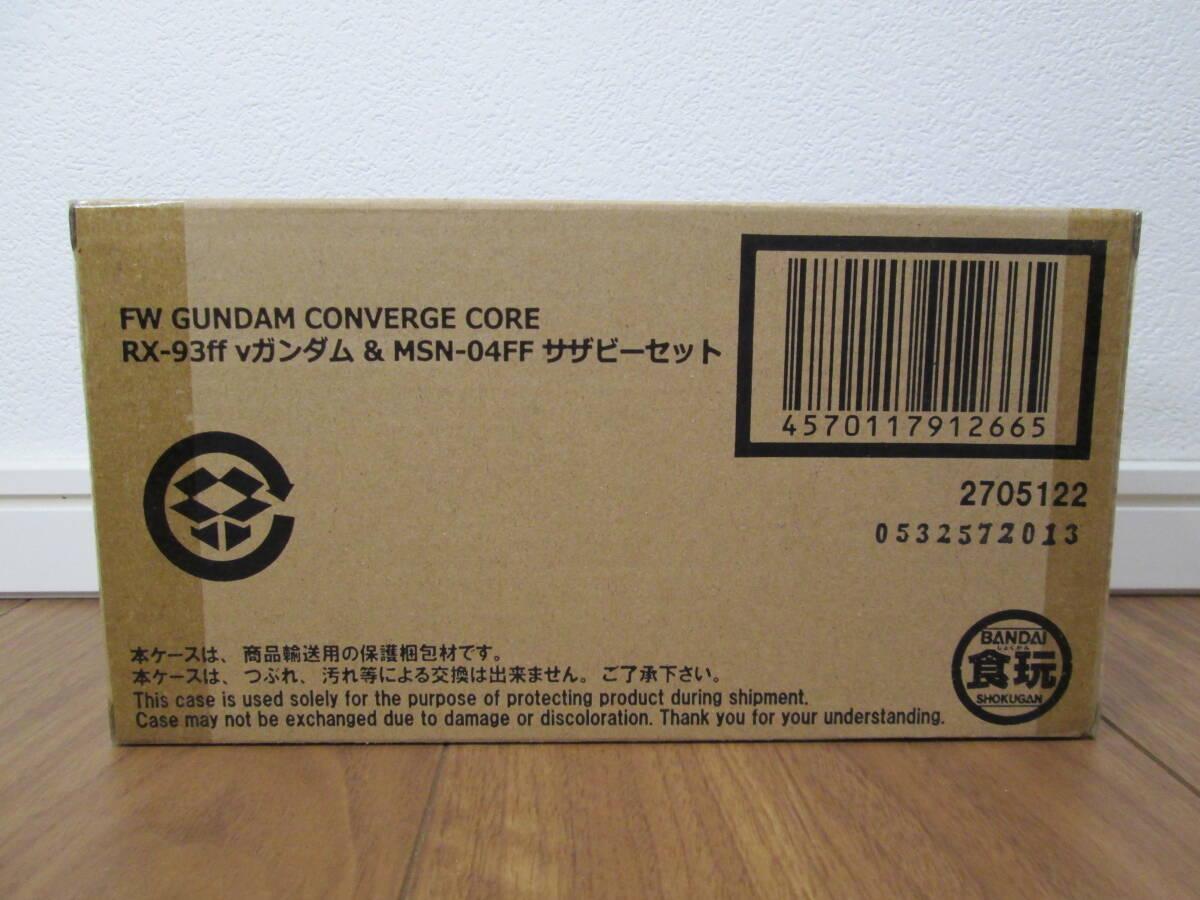 FW GUNDAM CONVERGE CORE
RX-93ff νガンダム & MSN-04FF サザビーセット
4570117912665
2705122
0532572013
本ケースは、商品輸送用の保護梱包材です。
本ケースは、つぶれ、汚れ等による交換は出来ません。ご了承下さい。
This case is used solely for the purpose of protecting product during shipment.
Case may not be exchanged due to damage or discoloration. Thank you for your understanding.
BANDAI
しょくがん
食玩
SHOKUGAN